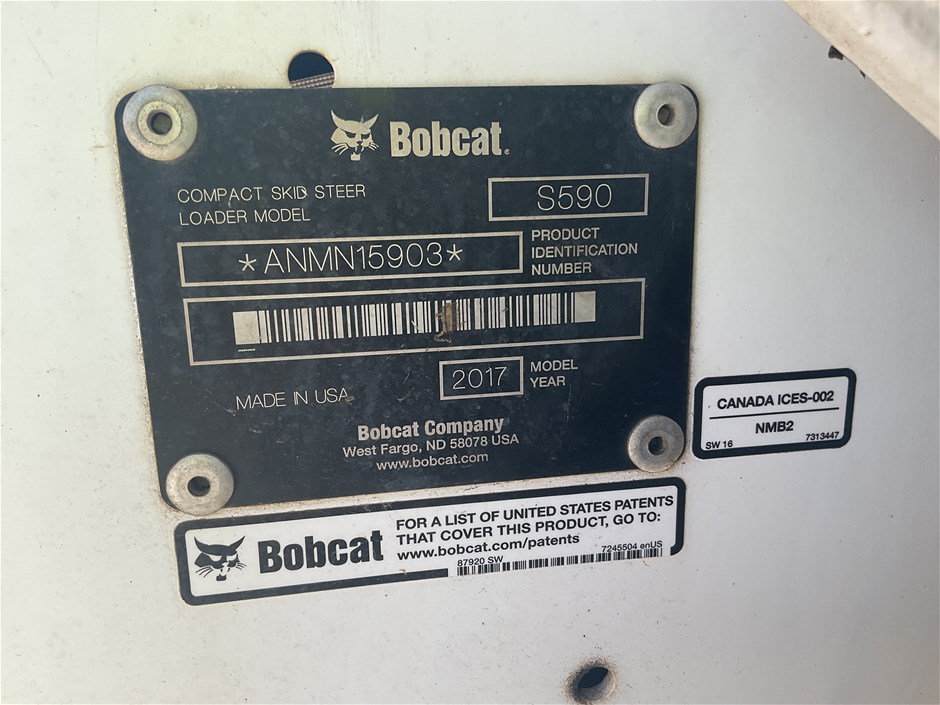 Bobcat.
COMPACT SKID STEER
LOADER MODEL
S590
*ANMN15903*
PRODUCT
IDENTIFICATION
NUMBER
MADE IN USA
2017
MODEL
YEAR
Bobcat Company
West Fargo, ND 58078 USA
www.bobcat.com
CANADA ICES-002
NMB2
SW 16 7313447
Bobcat
FOR A LIST OF UNITED STATES PATENTS
THAT COVER THIS PRODUCT, GO TO:
www.bobcat.com/patents
87920 SW 7245504 enUS